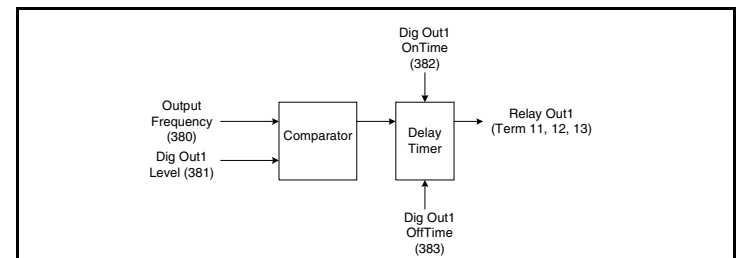 Dig Out1
OnTime
(382)
Output
Frequency
(380)
Dig Out1
Level (381)
Comparator
Delay
Timer
Relay Out1
(Term 11, 12, 13)
Dig Out1
OffTime
(383)